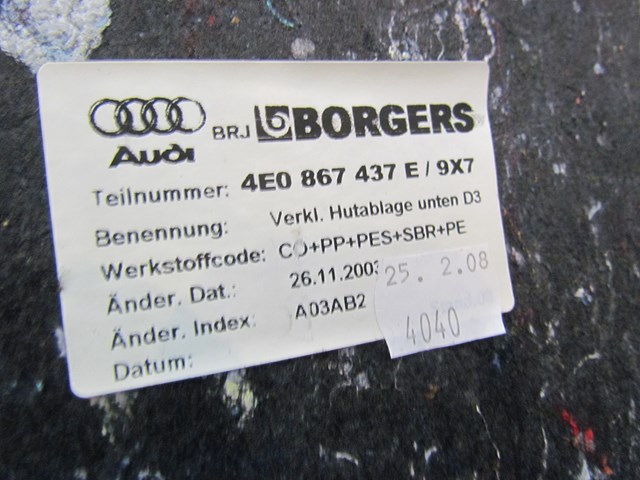 Audi
BRJ BORGERS
Teilnummer: 4E0 867 437 E / 9X7
Benennung: Verkl. Hutablage unten D3
Werkstoffcode: CO+PP+PES+SBR+PE
Änder. Dat.: 26.11.2003
Änder. Index: A03AB2
Datum:
25. 2.08
4040